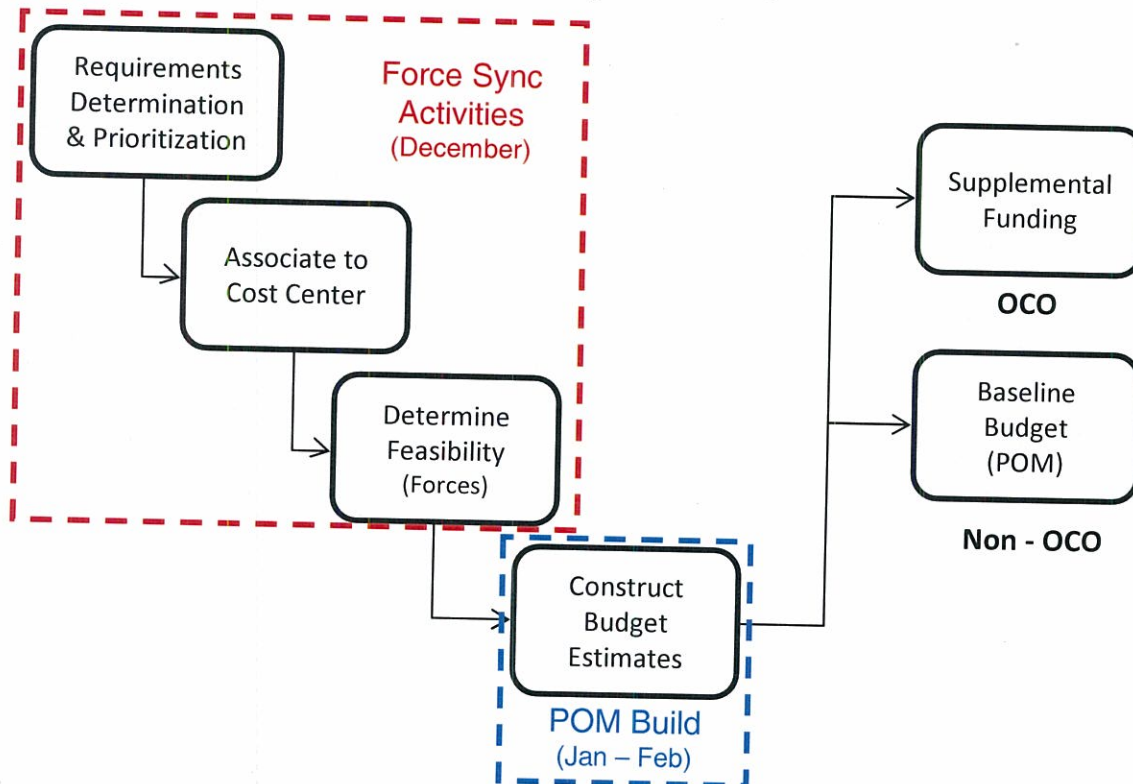 Requirements
Determination
& Prioritization
Force Sync
Activities
(December)
Associate to
Cost Center
Determine
Feasibility
(Forces)
Construct
Budget
Estimates
POM Build
(Jan – Feb)
Supplemental
Funding
OCO
Baseline
Budget
(POM)
Non - OCO